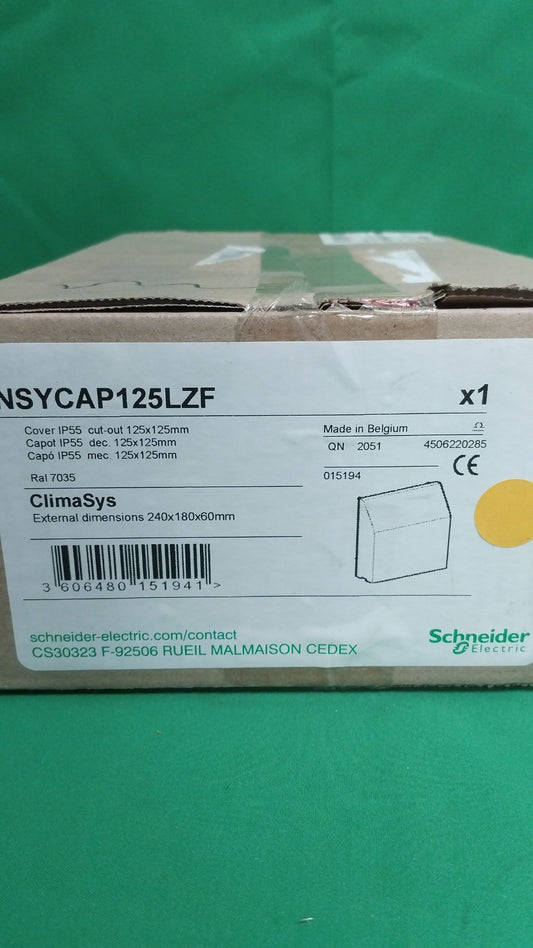 NSYCAP125LZF
x1
Cover IP55 cut-out 125x125mm
Capot IP55 dec. 125x125mm
Capó IP55 mec. 125x125mm
Ral 7035
Made in Belgium
QN 2051 4506220285
015194
CE
ClimaSys
External dimensions 240x180x60mm
3 606480 151941 >
schneider-electric.com/contact
CS30323 F-92506 RUEIL MALMAISON CEDEX
Schneider
Electric